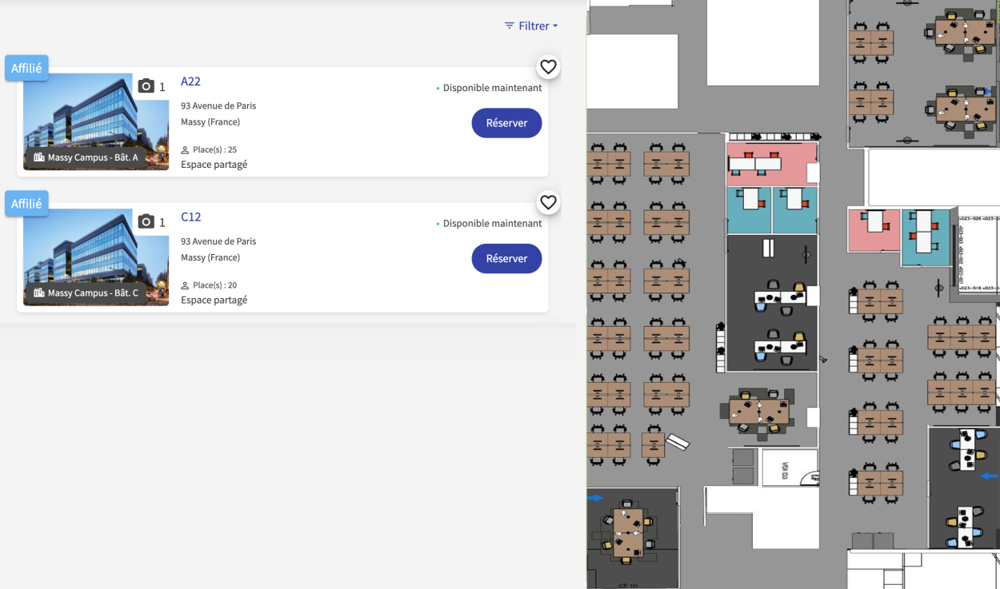 Filtrer
Affilié
1
A22
Disponible maintenant
93 Avenue de Paris
Massy (France)
Réserver
Place(s) : 25
Massy Campus - Bât. A
Espace partagé
Affilié
1
C12
Disponible maintenant
93 Avenue de Paris
Massy (France)
Réserver
Place(s) : 20
Massy Campus - Bât. C
Espace partagé
VDI D3